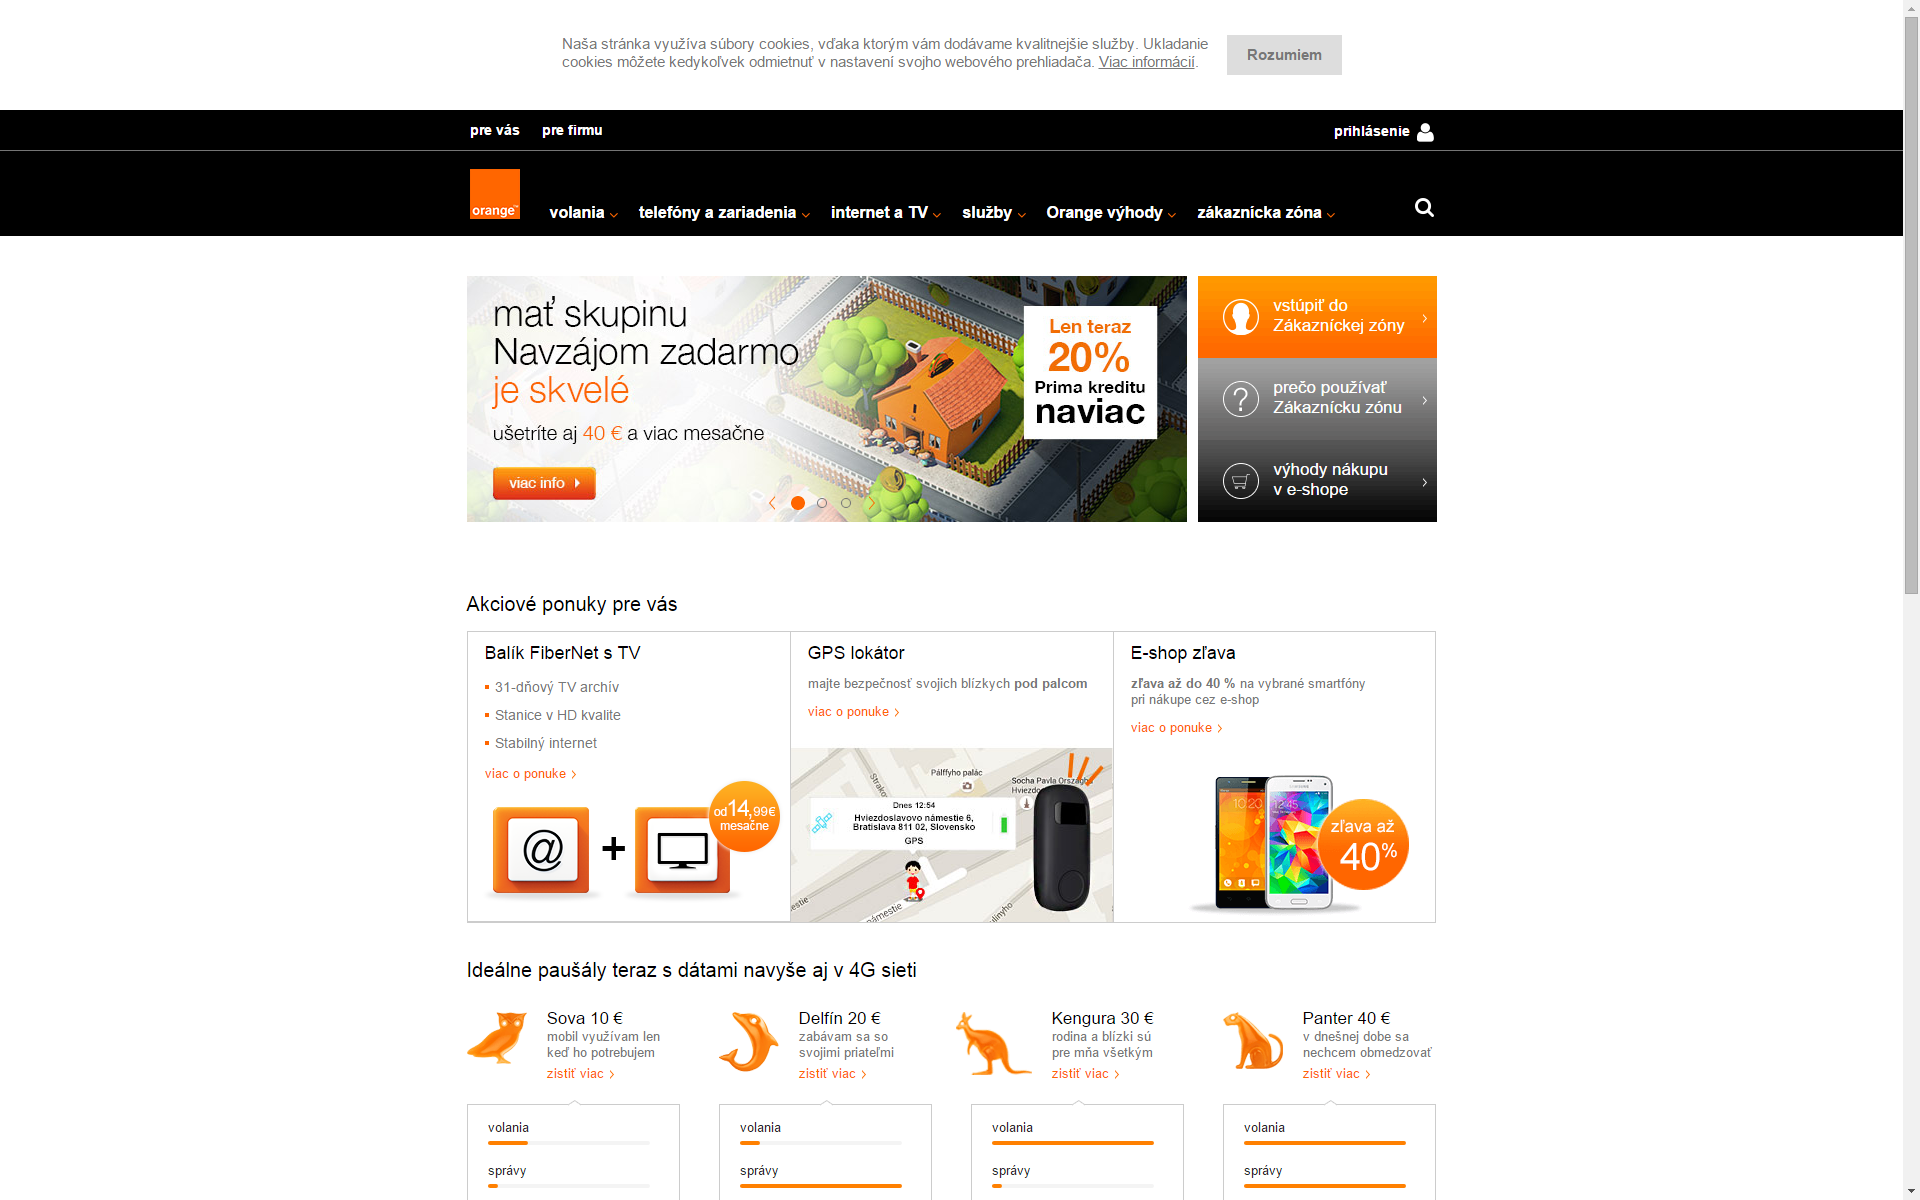 Naša stránka využíva súbory cookies, vďaka ktorým vám dodávame kvalitnejšie služby. Ukladanie
cookies môžete kedykoľvek odmietnuť v nastavení svojho webového prehliadača. Viac informácií.
Rozumiem
pre vás
pre firmu
prihlásenie
orange™
volania
telefóny a zariadenia
internet a TV
služby
Orange výhody
zákaznícka zóna
mať skupinu
Navzájom zadarmo
je skvelé
ušetríte aj 40 € a viac mesačne
viac info
Len teraz
20%
Prima kreditu
naviac
vstúpiť do
Zákazníckej zóny
prečo používať
Zákaznícku zónu
výhody nákupu
v e-shope
Akciové ponuky pre vás
Balík FiberNet s TV
31-dňový TV archív
Stanice v HD kvalite
Stabilný internet
viac o ponuke
@
+
od 14,99€
mesačne
GPS lokátor
majte bezpečnosť svojich blízkych pod palcom
viac o ponuke
Pálffyho palác
Socha Pavla Országha
Hviezdos
Strakova
Dnes 12:54
Hviezdoslavovo námestie 6,
Bratislava 811 02, Slovensko
GPS
námestie
E-shop zľava
zľava až do 40 % na vybrané smartfóny
pri nákupe cez e-shop
viac o ponuke
10:20
12:45
zľava až
40%
Ideálne paušály teraz s dátami navyše aj v 4G sieti
Sova 10 €
mobil využívam len
keď ho potrebujem
zistiť viac
Delfín 20 €
zabávam sa so
svojimi priateľmi
zistiť viac
Kengura 30 €
rodina a blízki sú
pre mňa všetkým
zistiť viac
Panter 40 €
v dnešnej dobe sa
nechcem obmedzovať
zistiť viac
volania
správy
volania
správy
volania
správy
volania
správy